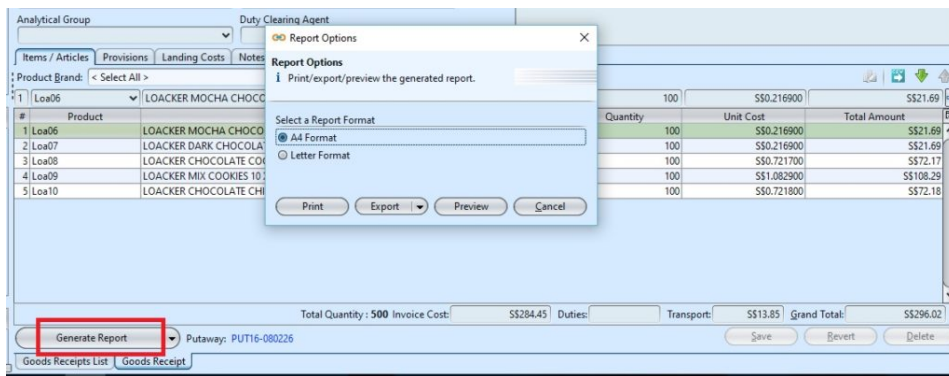 Analytical Group
Duty Clearing Agent
Report Options
Items / Articles Provisions Landing Costs Notes
Report Options
Print/export/preview the generated report.
Product Brand: < Select All >
1 Loa06 LOACKER MOCHA CHOCO 100 S$0.216900 S$21.69
Select a Report Format
# Product Quantity Unit Cost Total Amount
1 Loa06 LOACKER MOCHA CHOCO 100 S$0.216900 S$21.69
A4 Format
2 Loa07 LOACKER DARK CHOCOLA 100 S$0.216900 S$21.69
Letter Format
3 Loa08 LOACKER CHOCOLATE CO 100 S$0.721700 S$72.17
4 Loa09 LOACKER MIX COOKIES 10 100 S$1.082900 S$108.29
5 Loa10 LOACKER CHOCOLATE CHI 100 S$0.721800 S$72.18
Print Export Preview Cancel
Total Quantity : 500 Invoice Cost: S$284.45 Duties: Transport: S$13.85 Grand Total: S$296.02
Generate Report Putaway: PUT16-080226 Save Revert Delete
Goods Receipts List Goods Receipt